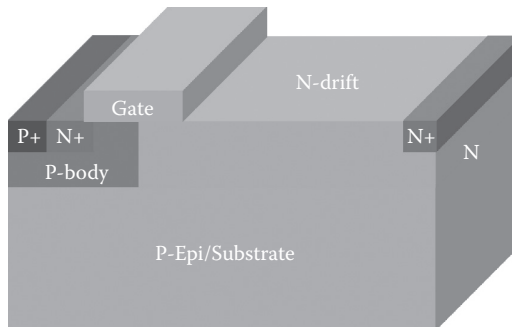 N-drift
Gate
P+ N+
N+
N
P-body
P-Epi/Substrate